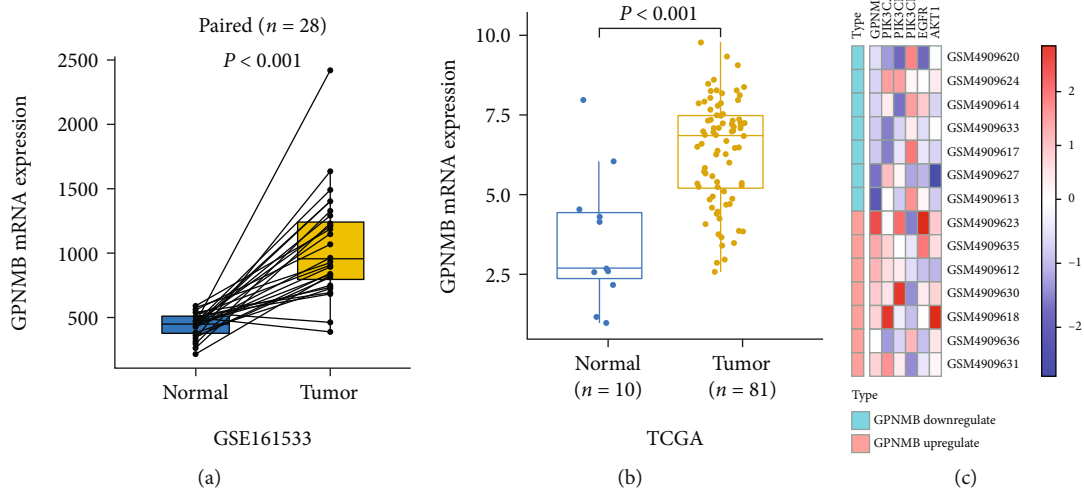 Paired (n = 28)
P < 0.001
GPNMB mRNA expression
2500
2000
1500
1000
500
Normal
Tumor
GSE161533
(a)
P < 0.001
GPNMB mRNA expression
10.0
7.5
5.0
2.5
Normal
(n = 10)
Tumor
(n = 81)
TCGA
(b)
Type
EGFR
AKT1
GSM4909620
GSM4909624
GSM4909614
GSM4909633
GSM4909617
GSM4909627
GSM4909613
GSM4909623
GSM4909635
GSM4909612
GSM4909630
GSM4909618
GSM4909636
GSM4909631
2
1
0
−1
−2
Type
GPNMB downregulate
GPNMB upregulate
(c)